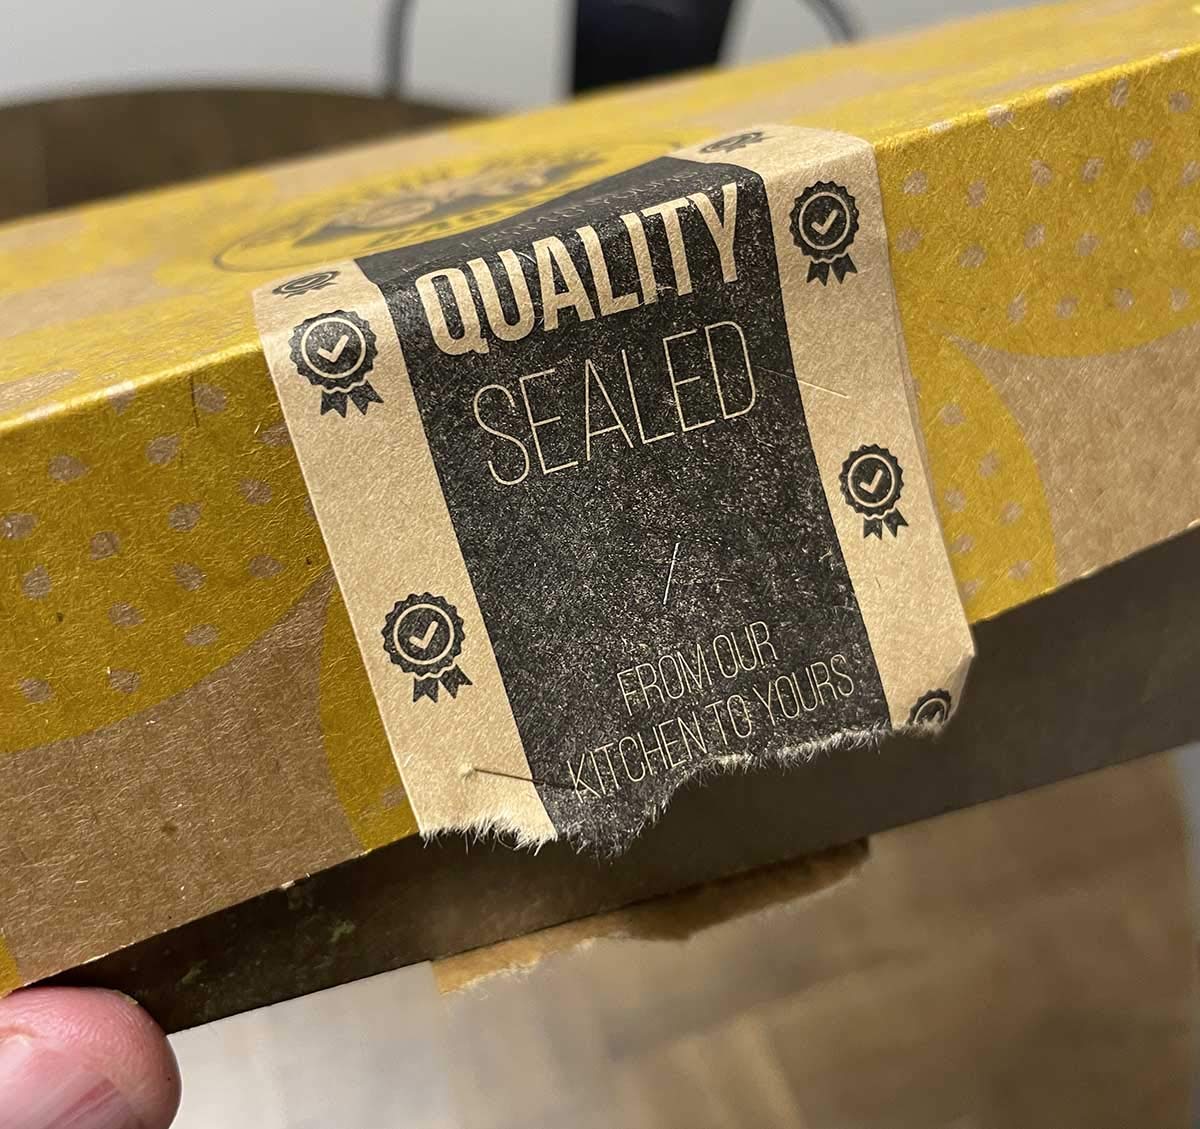 QUALITY
SEALED
FROM OUR
KITCHEN TO YOURS